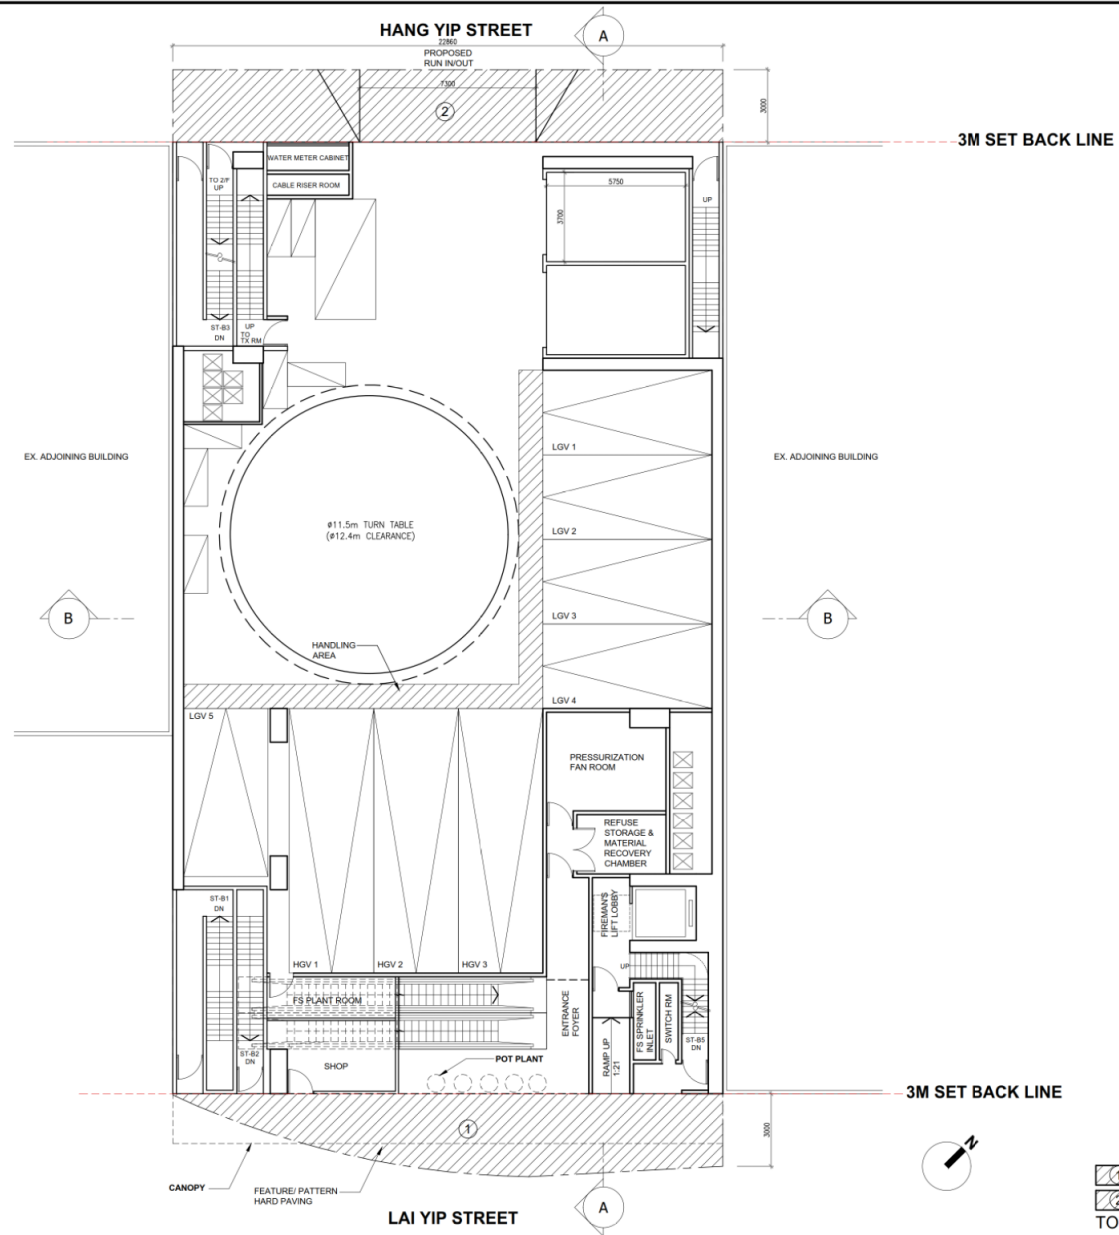 HANG YIP STREET
A
22860
PROPOSED
RUN IN/OUT
7300
2
3000
3M SET BACK LINE
WATER METER CABINET
CABLE RISER ROOM
TO 2/F
UP
5750
3700
UP
ST-B3
DN
UP
TO
TX RM
EX. ADJOINING BUILDING
EX. ADJOINING BUILDING
LGV 1
ø11.5m TURN TABLE
(ø12.4m CLEARANCE)
LGV 2
B
B
LGV 3
HANDLING
AREA
LGV 4
LGV 5
PRESSURIZATION
FAN ROOM
REFUSE
STORAGE &
MATERIAL
RECOVERY
CHAMBER
ST-B1
DN
FIREMAN'S
LIFT LOBBY
HGV 1
HGV 2
HGV 3
UP
FS PLANT ROOM
ENTRANCE
FOYER
FS SPRINKLER
INLET
SWITCH RM
ST-B2
DN
SHOP
POT PLANT
RAMP UP
1:21
ST-B5
DN
3M SET BACK LINE
1
3000
N
CANOPY
FEATURE/ PATTERN
HARD PAVING
A
LAI YIP STREET
1
2
TO